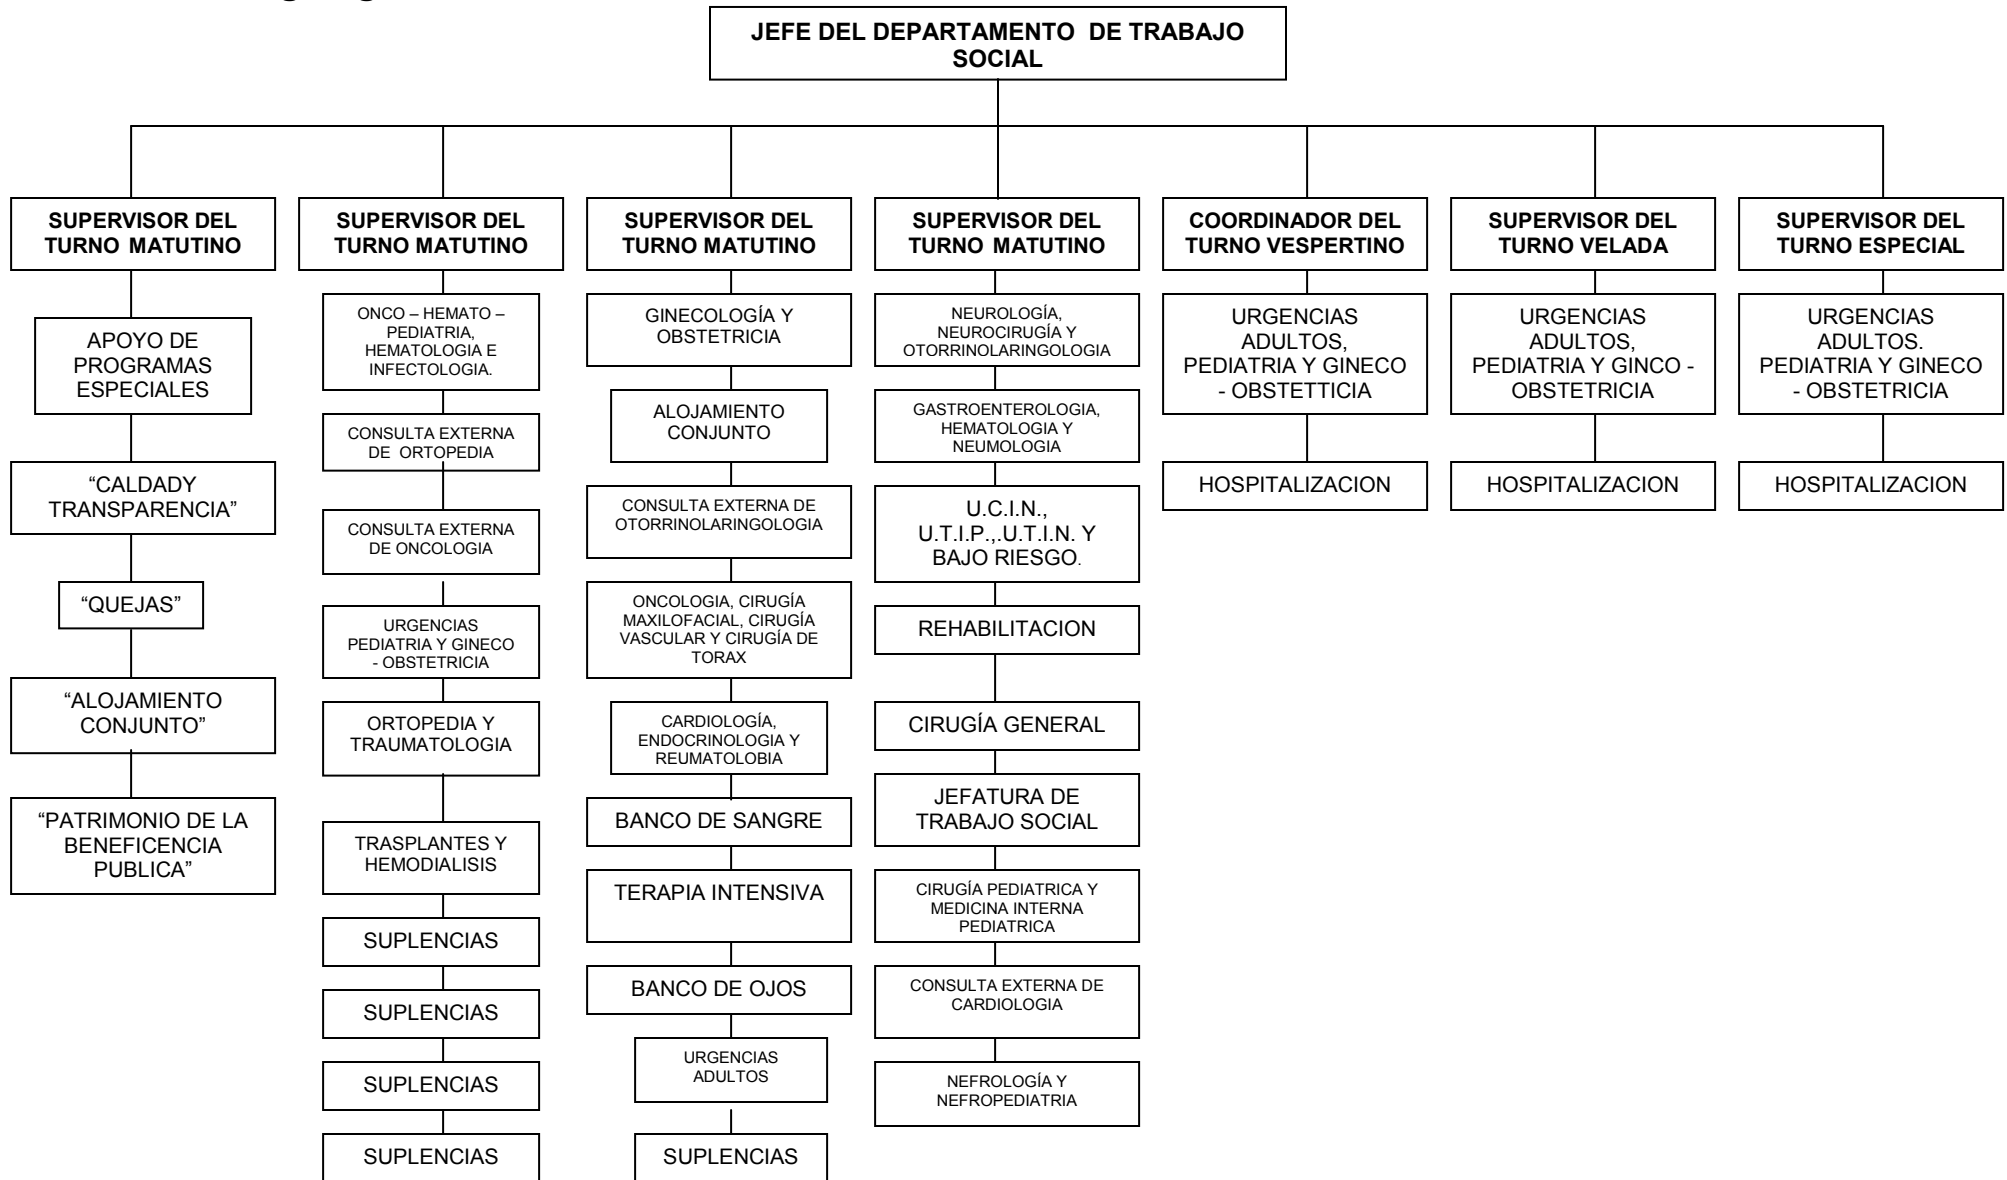 JEFE DEL DEPARTAMENTO DE TRABAJO
SOCIAL
SUPERVISOR DEL
TURNO MATUTINO
APOYO DE
PROGRAMAS
ESPECIALES
“CALDADY
TRANSPARENCIA”
“QUEJAS”
“ALOJAMIENTO
CONJUNTO”
“PATRIMONIO DE LA
BENEFICENCIA
PUBLICA”
SUPERVISOR DEL
TURNO MATUTINO
ONCO – HEMATO –
PEDIATRIA,
HEMATOLOGIA E
INFECTOLOGIA.
CONSULTA EXTERNA
DE ORTOPEDIA
CONSULTA EXTERNA
DE ONCOLOGIA
URGENCIAS
PEDIATRIA Y GINECO
- OBSTETRICIA
ORTOPEDIA Y
TRAUMATOLOGIA
TRASPLANTES Y
HEMODIALISIS
SUPLENCIAS
SUPLENCIAS
SUPLENCIAS
SUPLENCIAS
SUPERVISOR DEL
TURNO MATUTINO
GINECOLOGÍA Y
OBSTETRICIA
ALOJAMIENTO
CONJUNTO
CONSULTA EXTERNA DE
OTORRINOLARINGOLOGIA
ONCOLOGIA, CIRUGÍA
MAXILOFACIAL, CIRUGÍA
VASCULAR Y CIRUGÍA DE
TORAX
CARDIOLOGÍA,
ENDOCRINOLOGIA Y
REUMATOLOBIA
BANCO DE SANGRE
TERAPIA INTENSIVA
BANCO DE OJOS
URGENCIAS
ADULTOS
SUPLENCIAS
SUPERVISOR DEL
TURNO MATUTINO
NEUROLOGÍA,
NEUROCIRUGÍA Y
OTORRINOLARINGOLOGIA
GASTROENTEROLOGIA,
HEMATOLOGIA Y
NEUMOLOGIA
U.C.I.N.,
U.T.I.P.,.U.T.I.N. Y
BAJO RIESGO.
REHABILITACION
CIRUGÍA GENERAL
JEFATURA DE
TRABAJO SOCIAL
CIRUGÍA PEDIATRICA Y
MEDICINA INTERNA
PEDIATRICA
CONSULTA EXTERNA DE
CARDIOLOGIA
NEFROLOGÍA Y
NEFROPEDIATRIA
COORDINADOR DEL
TURNO VESPERTINO
URGENCIAS
ADULTOS,
PEDIATRIA Y GINECO
- OBSTETTICIA
HOSPITALIZACION
SUPERVISOR DEL
TURNO VELADA
URGENCIAS
ADULTOS,
PEDIATRIA Y GINCO -
OBSTETRICIA
HOSPITALIZACION
SUPERVISOR DEL
TURNO ESPECIAL
URGENCIAS
ADULTOS.
PEDIATRIA Y GINECO
- OBSTETRICIA
HOSPITALIZACION